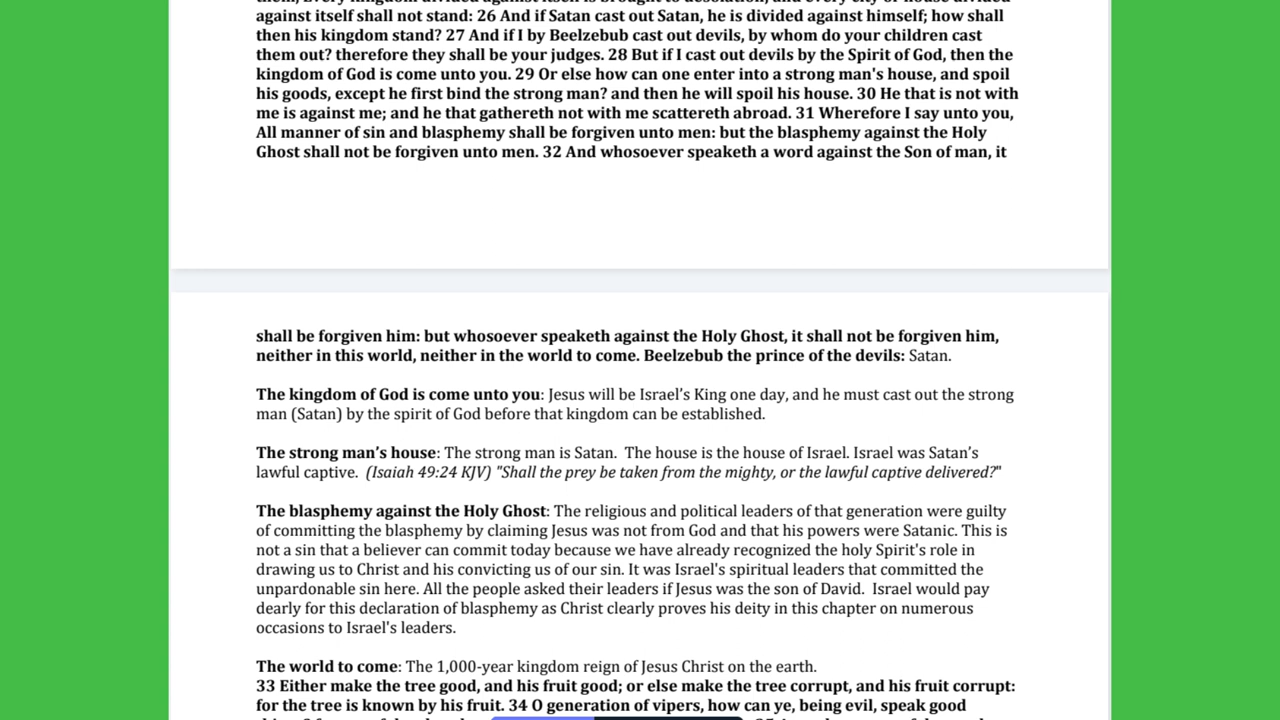 against itself shall not stand: 26 And if Satan cast out Satan, he is divided against himself; how shall
then his kingdom stand? 27 And if I by Beelzebub cast out devils, by whom do your children cast
them out? therefore they shall be your judges. 28 But if I cast out devils by the Spirit of God, then the
kingdom of God is come unto you. 29 Or else how can one enter into a strong man's house, and spoil
his goods, except he first bind the strong man? and then he will spoil his house. 30 He that is not with
me is against me; and he that gathereth not with me scattereth abroad. 31 Wherefore I say unto you,
All manner of sin and blasphemy shall be forgiven unto men: but the blasphemy against the Holy
Ghost shall not be forgiven unto men. 32 And whosoever speaketh a word against the Son of man, it
shall be forgiven him: but whosoever speaketh against the Holy Ghost, it shall not be forgiven him,
neither in this world, neither in the world to come. Beelzebub the prince of the devils: Satan.
The kingdom of God is come unto you: Jesus will be Israel’s King one day, and he must cast out the strong
man (Satan) by the spirit of God before that kingdom can be established.
The strong man’s house: The strong man is Satan. The house is the house of Israel. Israel was Satan’s
lawful captive. (Isaiah 49:24 KJV) "Shall the prey be taken from the mighty, or the lawful captive delivered?"
The blasphemy against the Holy Ghost: The religious and political leaders of that generation were guilty
of committing the blasphemy by claiming Jesus was not from God and that his powers were Satanic. This is
not a sin that a believer can commit today because we have already recognized the holy Spirit's role in
drawing us to Christ and his convicting us of our sin. It was Israel's spiritual leaders that committed the
unpardonable sin here. All the people asked their leaders if Jesus was the son of David. Israel would pay
dearly for this declaration of blasphemy as Christ clearly proves his deity in this chapter on numerous
occasions to Israel's leaders.
The world to come: The 1,000-year kingdom reign of Jesus Christ on the earth.
33 Either make the tree good, and his fruit good; or else make the tree corrupt, and his fruit corrupt:
for the tree is known by his fruit. 34 O generation of vipers, how can ye, being evil, speak good